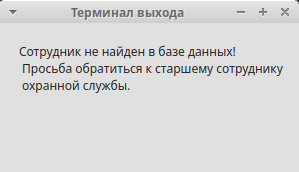 Терминал выхода
Сотрудник не найден в базе данных!
Просьба обратиться к старшему сотруднику
охранной службы.